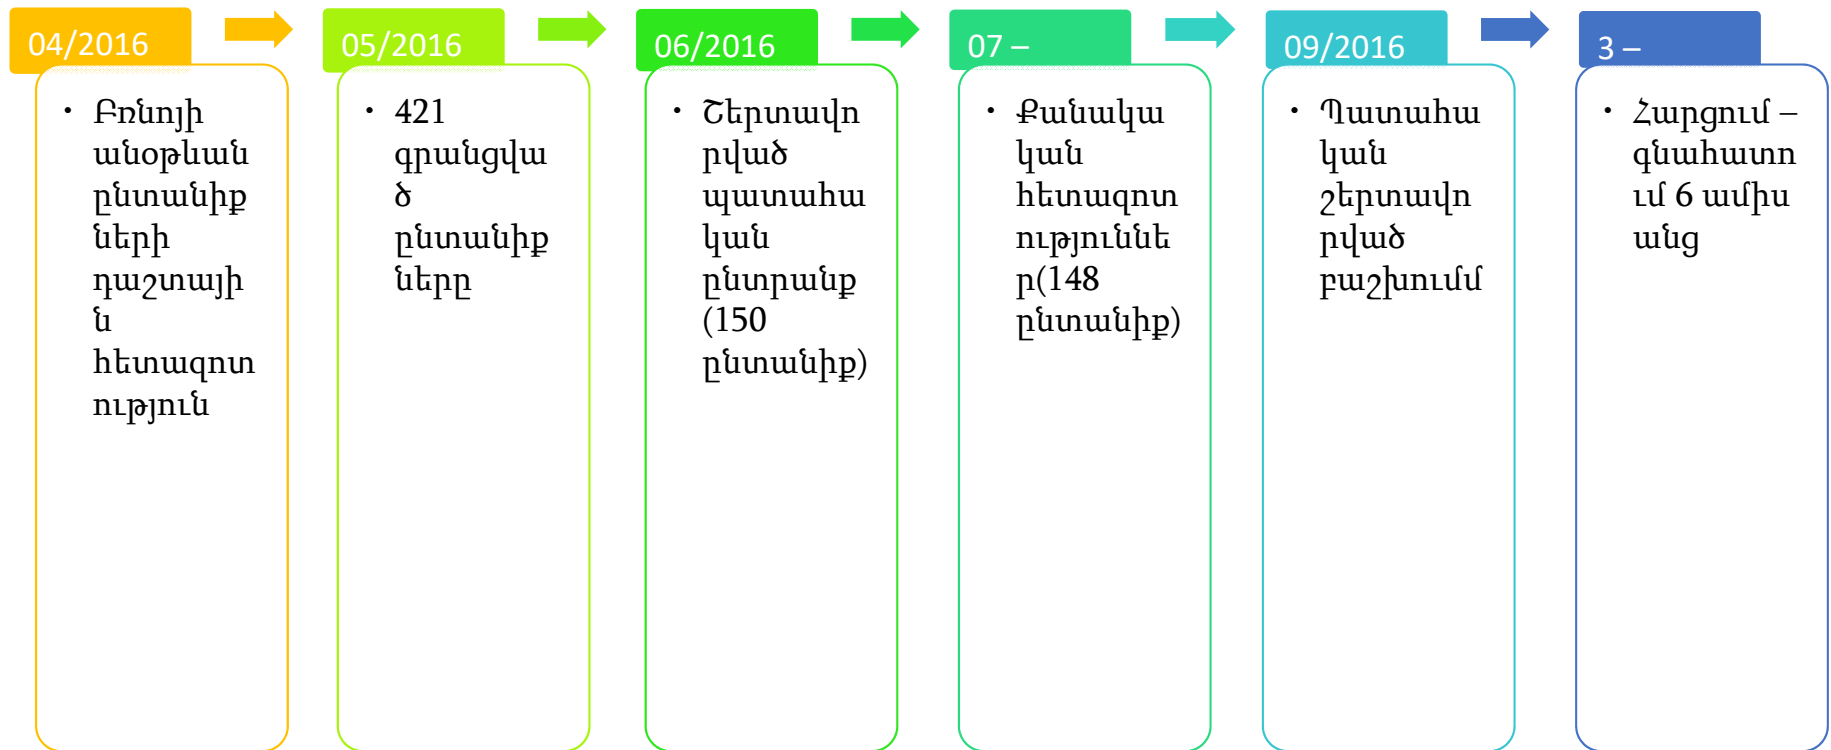 04/2016
• Բռնոյի
անօթևան
ընտանիք
ների
դաշտայի
ն
հետազոտ
ություն
05/2016
• 421
գրանցվա
ծ
ընտանիք
ները
06/2016
• Շերտավո
րված
պատահա
կան
ընտրանք
(150
ընտանիք)
07 –
• Քանակա
կան
հետազոտ
ություննե
ր(148
ընտանիք)
09/2016
• Պատահա
կան
շերտավո
րված
բաշխումմ
3 –
• Հարցում –
գնահատո
ւմ 6 ամիս
անց